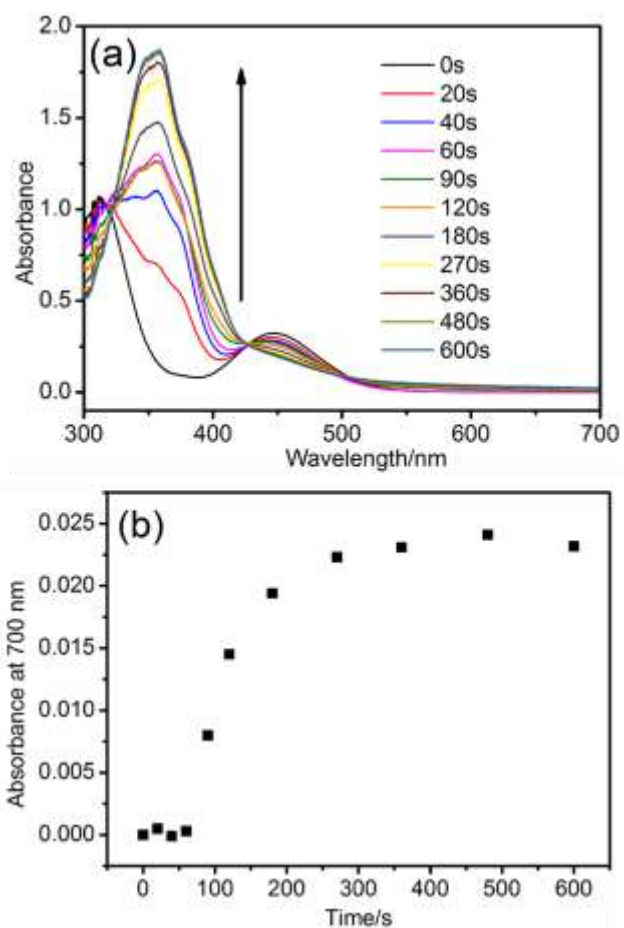 (a)
2.0
1.5
1.0
0.5
0.0
Absorbance
0s
20s
40s
60s
90s
120s
180s
270s
360s
480s
600s
300 400 500 600 700
Wavelength/nm
(b)
0.025
0.020
0.015
0.010
0.005
0.000
Absorbance at 700 nm
0 100 200 300 400 500 600
Time/s